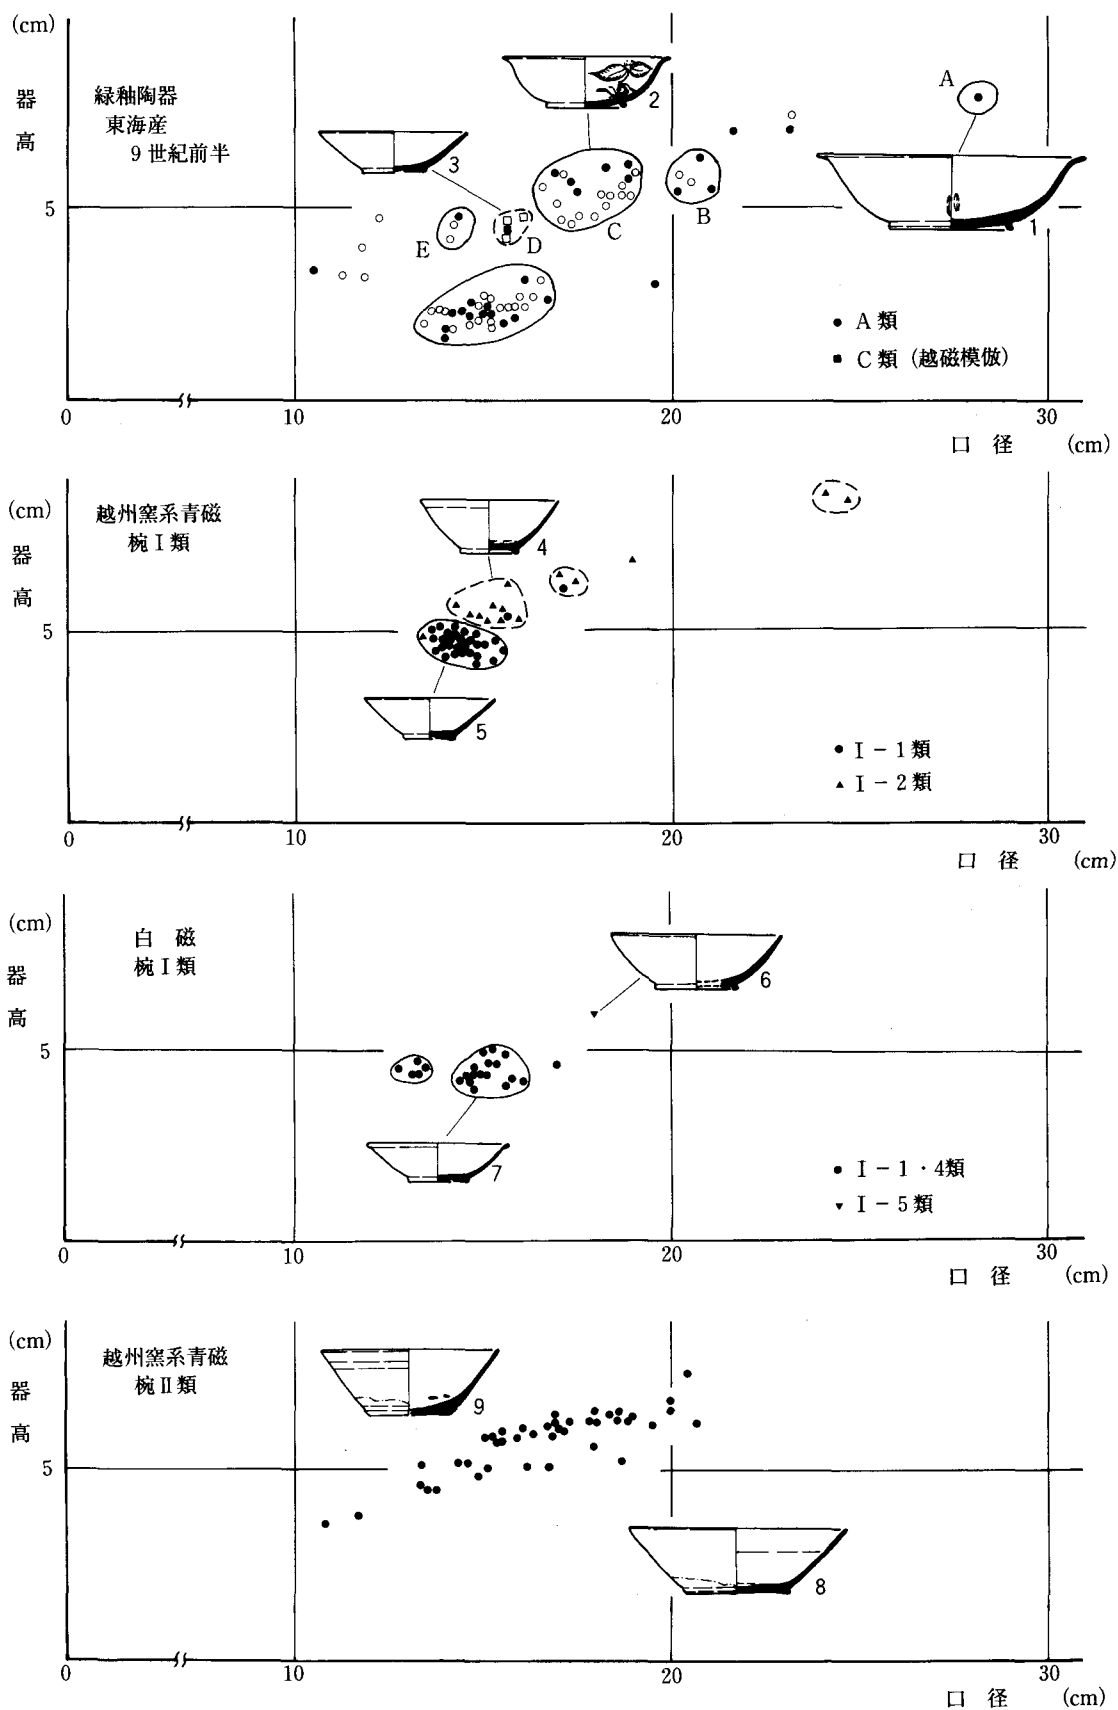 (cm)
器
高
緑釉陶器
東海産
9世紀前半
5
A
2
3
1
E
D
C
B
● A類
■ C類（越磁模倣）
0
10
20
30
口径
(cm)
(cm)
器
高
越州窯系青磁
椀Ⅰ類
5
4
5
● Ⅰ－1類
▲ Ⅰ－2類
0
10
20
30
口径
(cm)
(cm)
器
高
白磁
椀Ⅰ類
5
6
7
● Ⅰ－1・4類
▼ Ⅰ－5類
0
10
20
30
口径
(cm)
(cm)
器
高
越州窯系青磁
椀Ⅱ類
5
9
8
0
10
20
30
口径
(cm)